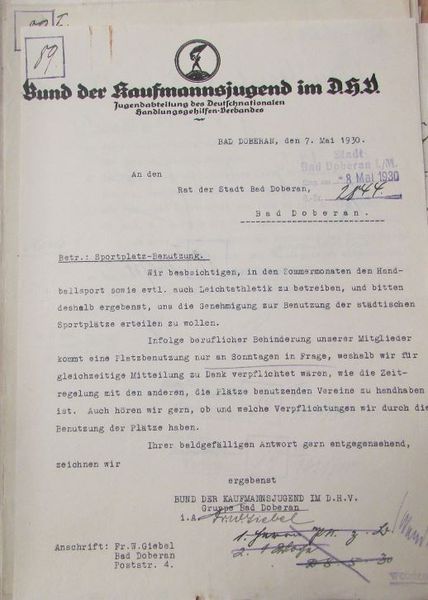 89.
Bund der Kaufmannsjugend im D.H.V.
Jugendabteilung des Deutschnationalen
Handlungsgehilfen-Verbandes
BAD DOBERAN, den 7. Mai 1930.
Stadt
Bad Doberan i./M.
-8 Mai 1930
2844.
An den
Rat der Stadt Bad Doberan,
Bad Doberan.
Betr.: Sportplatz-Benutzung.
Wir beabsichtigen, in den Sommermonaten den Hand-
ballsport sowie evtl. auch Leichtathletik zu betreiben, und bitten
deshalb ergebenst, uns die Genehmigung zur Benutzung der städtischen
Sportplätze erteilen zu wollen.
Infolge beruflicher Behinderung unserer Mitglieder
kommt eine Platzbenutzung nur an Sonntagen in Frage, weshalb wir für
gleichzeitige Mitteilung zu Dank verpflichtet wären, wie die Zeit-
regelung mit den anderen, die Plätze benutzenden Vereine zu handhaben
ist. Auch hören wir gern, ob und welche Verpflichtungen wir durch die
Benutzung der Plätze haben.
Ihrer baldgefälligen Antwort gern entgegensehend,
zeichnen wir
ergebenst
BUND DER KAUFMANNSJUGEND IM D.H.V.
Gruppe Bad Doberan
i.A. FrWGiebel
Anschrift: Fr.W.Giebel
Bad Doberan
Poststr. 4.